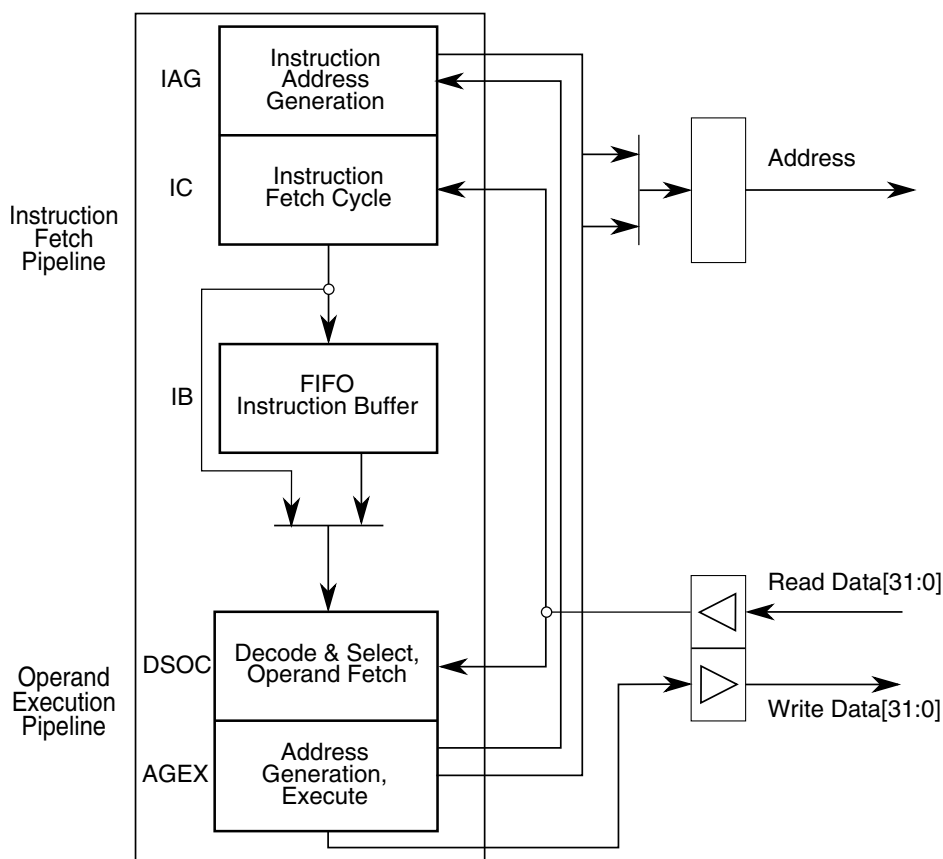 Instruction
Address
Generation
IAG
Instruction
Fetch Cycle
IC
Instruction
Fetch
Pipeline
Address
FIFO
Instruction Buffer
IB
Read Data[31:0]
Decode & Select,
Operand Fetch
DSOC
Operand
Execution
Pipeline
Write Data[31:0]
Address
Generation,
Execute
AGEX